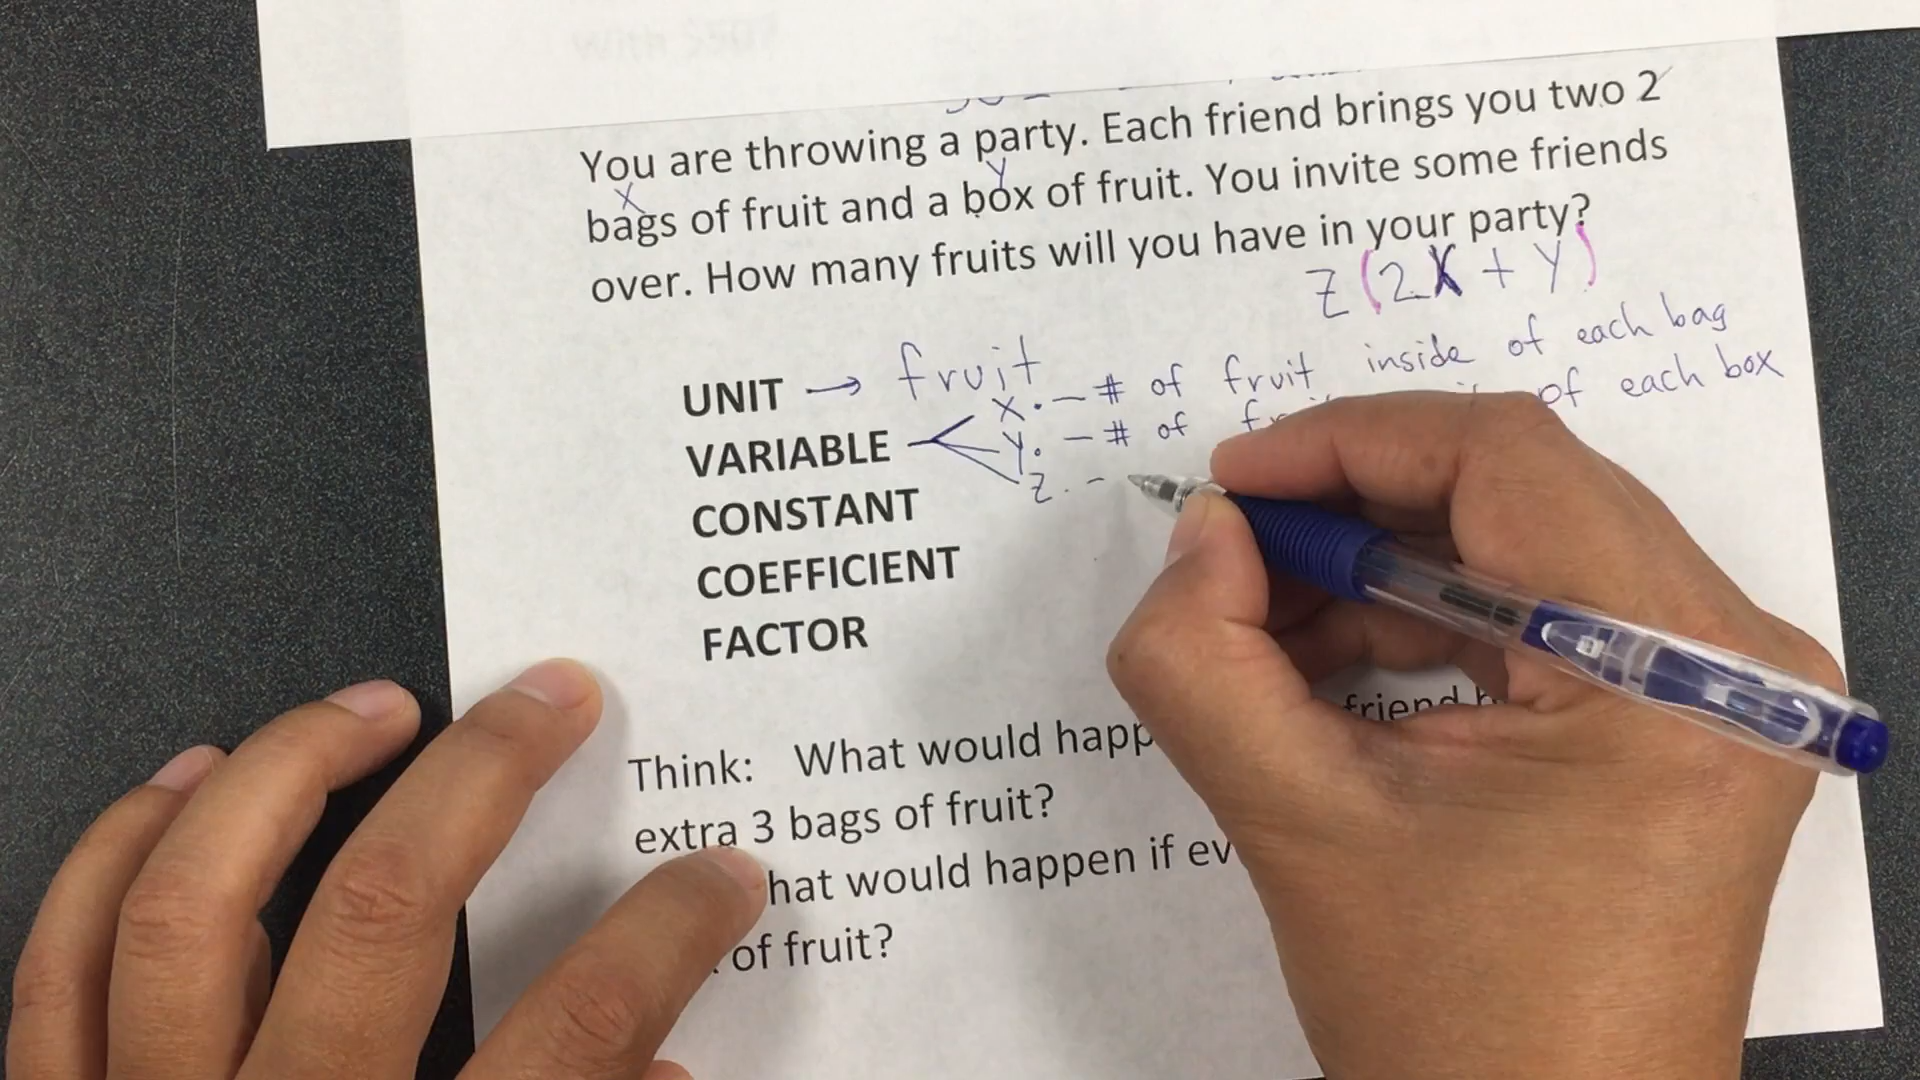 You are throwing a party. Each friend brings you two 2
X Y
bags of fruit and a box of fruit. You invite some friends
over. How many fruits will you have in your party?
Z(2X + Y)
UNIT → fruit
X. - # of fruit inside of each bag
VARIABLE Y. - # of of each box
Z. -
CONSTANT
COEFFICIENT
FACTOR
Think: What would friend
extra 3 bags of fruit?
would happen if
of fruit?